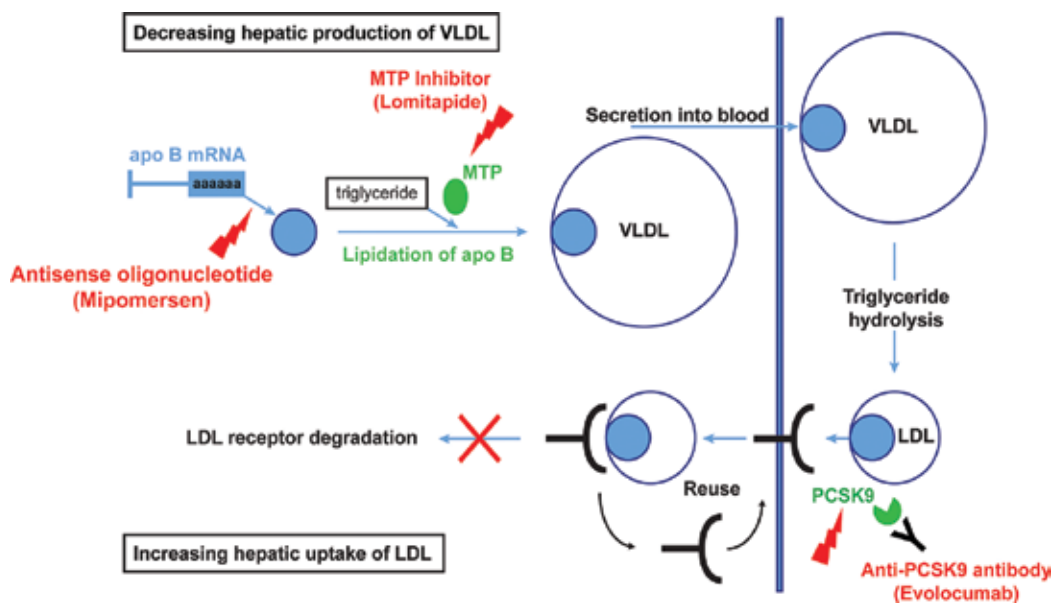 Decreasing hepatic production of VLDL
MTP Inhibitor
(Lomitapide)
Secretion into blood
VLDL
apo B mRNA
aaaaaa
MTP
triglyceride
VLDL
Lipidation of apo B
Antisense oligonucleotide
(Mipomersen)
Triglyceride
hydrolysis
LDL receptor degradation
LDL
Reuse
PCSK9
Increasing hepatic uptake of LDL
Anti-PCSK9 antibody
(Evolocumab)